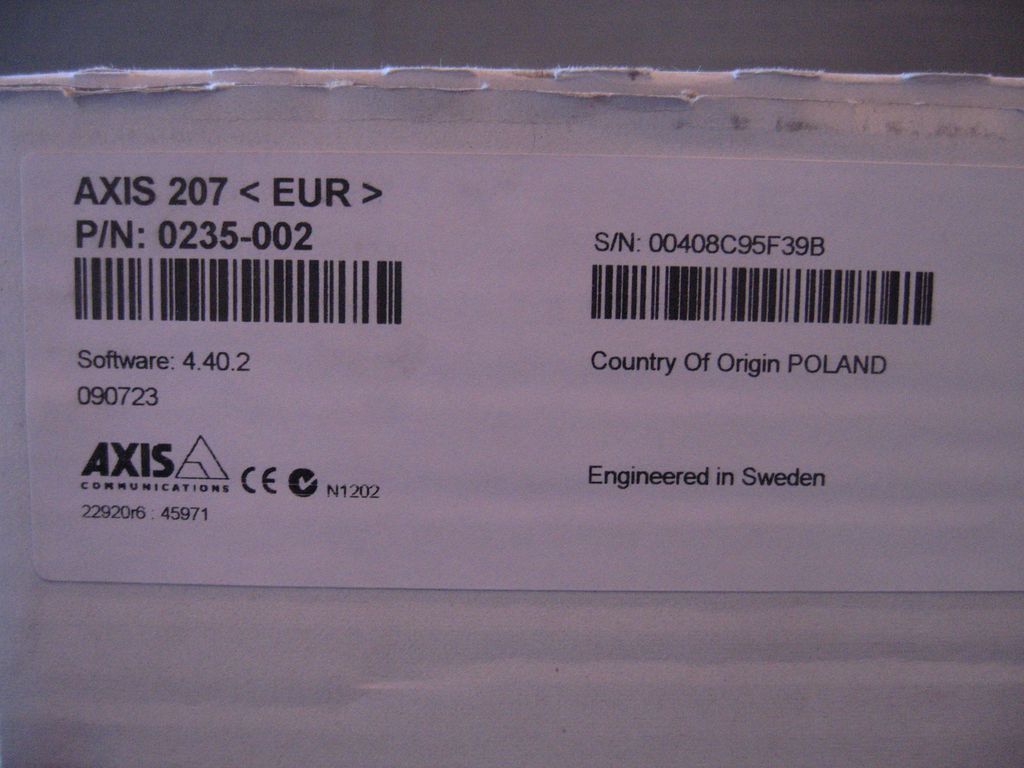 AXIS 207 < EUR >
P/N: 0235-002
S/N: 00408C95F39B
Software: 4.40.2
Country Of Origin POLAND
090723
AXIS
COMMUNICATIONS
CE
N1202
Engineered in Sweden
22920r6 : 45971